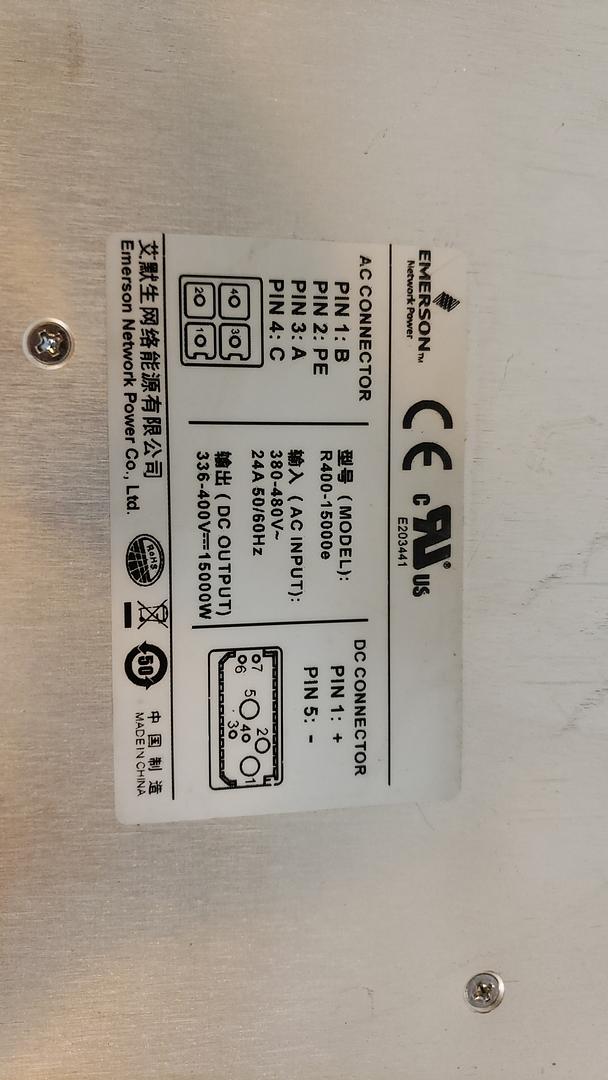 EMERSON™
Network Power
CE
c UR® US
E203441
AC CONNECTOR
PIN 1: B
PIN 2: PE
PIN 3: A
PIN 4: C
4 3
2 1
型号 (MODEL):
R400-15000e
输入 (AC INPUT):
380-480V~
24A 50/60Hz
输出 (DC OUTPUT)
336-400V⎓15000W
DC CONNECTOR
PIN 1: +
PIN 5: -
7
6
5
4
3
2
1
艾默生网络能源有限公司
Emerson Network Power Co., Ltd.
RoHS
50
中国制造
MADE IN CHINA